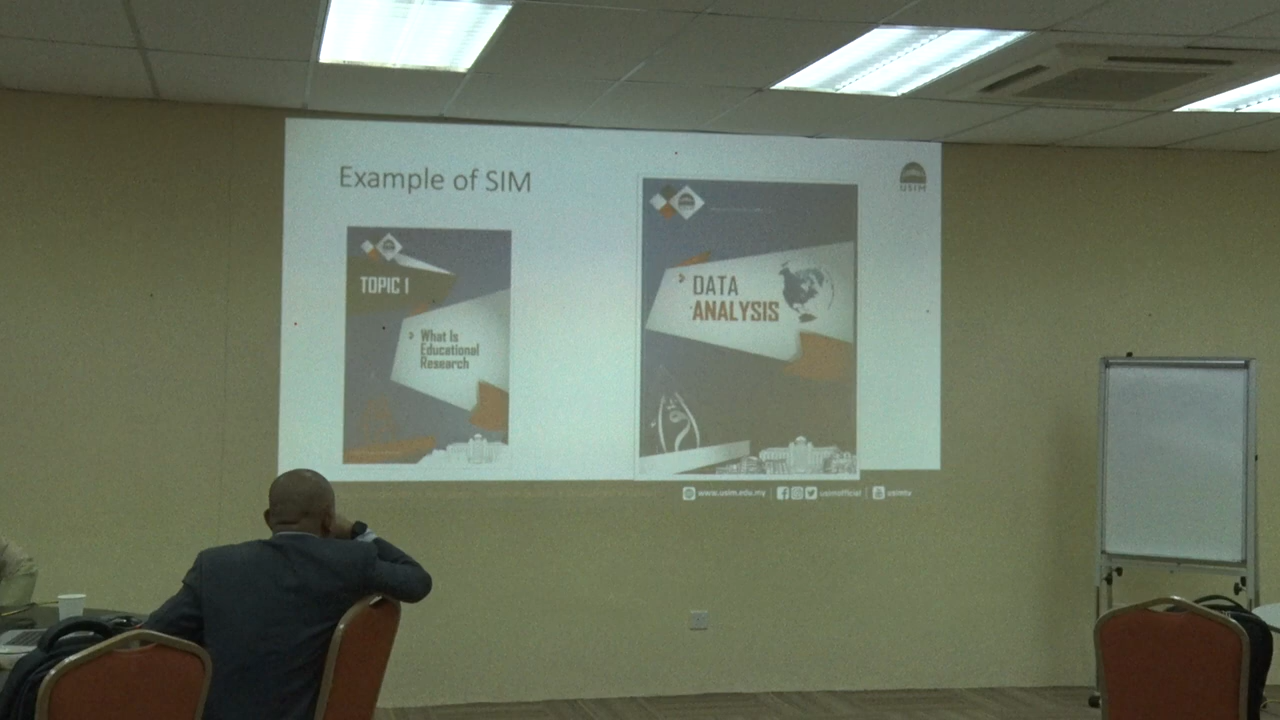 Example of SIM
USIM
TOPIC 1
What Is
Educational
Research
DATA
ANALYSIS
www.usim.edu.my
usimofficial
usimtv